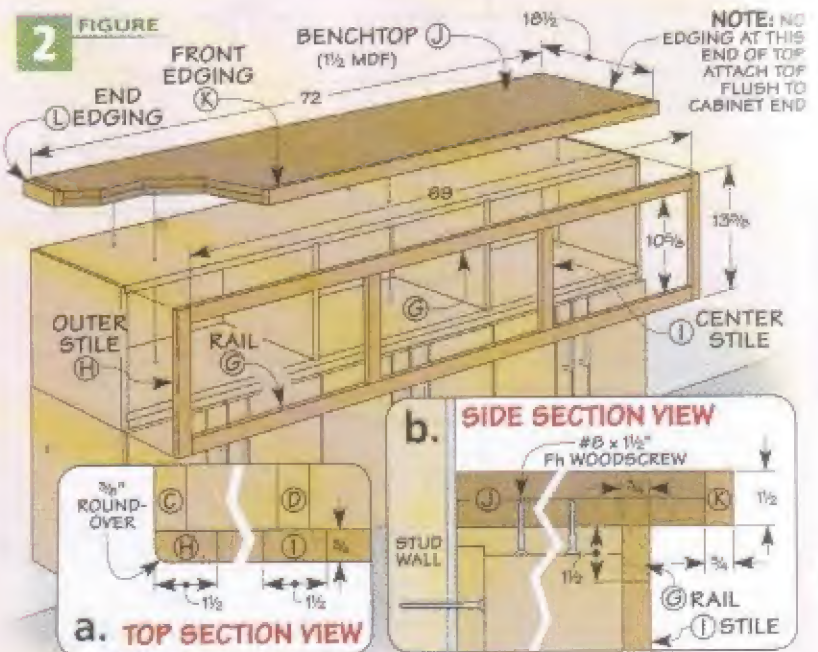 2 FIGURE
FRONT
EDGING
Ⓚ
END
Ⓛ EDGING
BENCHTOP Ⓙ
(1½ MDF)
18½
NOTE: NO
EDGING AT THIS
END OF TOP
ATTACH TOP
FLUSH TO
CABINET END
72
69
10⅝
13⅝
OUTER
STILE
Ⓗ
RAIL
Ⓖ
Ⓖ
Ⓘ CENTER
STILE
a. TOP SECTION VIEW
⅜"
ROUND-
OVER
C
D
H
I
¾
1½
1½
b. SIDE SECTION VIEW
#8 x 1½"
Fh WOODSCREW
J
¾
K
1½
STUD
WALL
1½
¾
Ⓖ RAIL
Ⓘ STILE